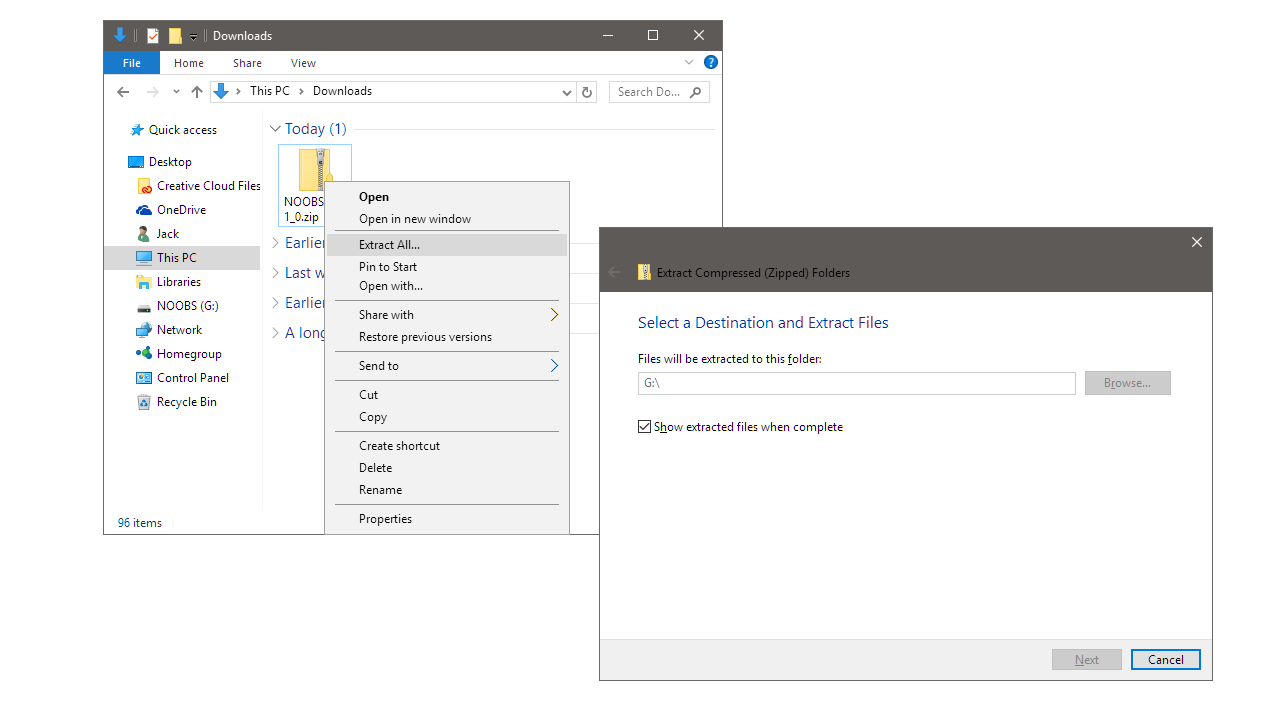 Downloads
File Home Share View
This PC Downloads Search Do...
Quick access
Desktop
Creative Cloud Files
OneDrive
Jack
This PC
Libraries
NOOBS (G:)
Network
Homegroup
Control Panel
Recycle Bin
96 items
Today (1)
NOOBS
1_0.zip
Earlier
Last w
Earlier
A long
Open
Open in new window
Extract All...
Pin to Start
Open with...
Share with
Restore previous versions
Send to
Cut
Copy
Create shortcut
Delete
Rename
Properties
Extract Compressed (Zipped) Folders
Select a Destination and Extract Files
Files will be extracted to this folder:
G:\ Browse...
Show extracted files when complete
Next Cancel